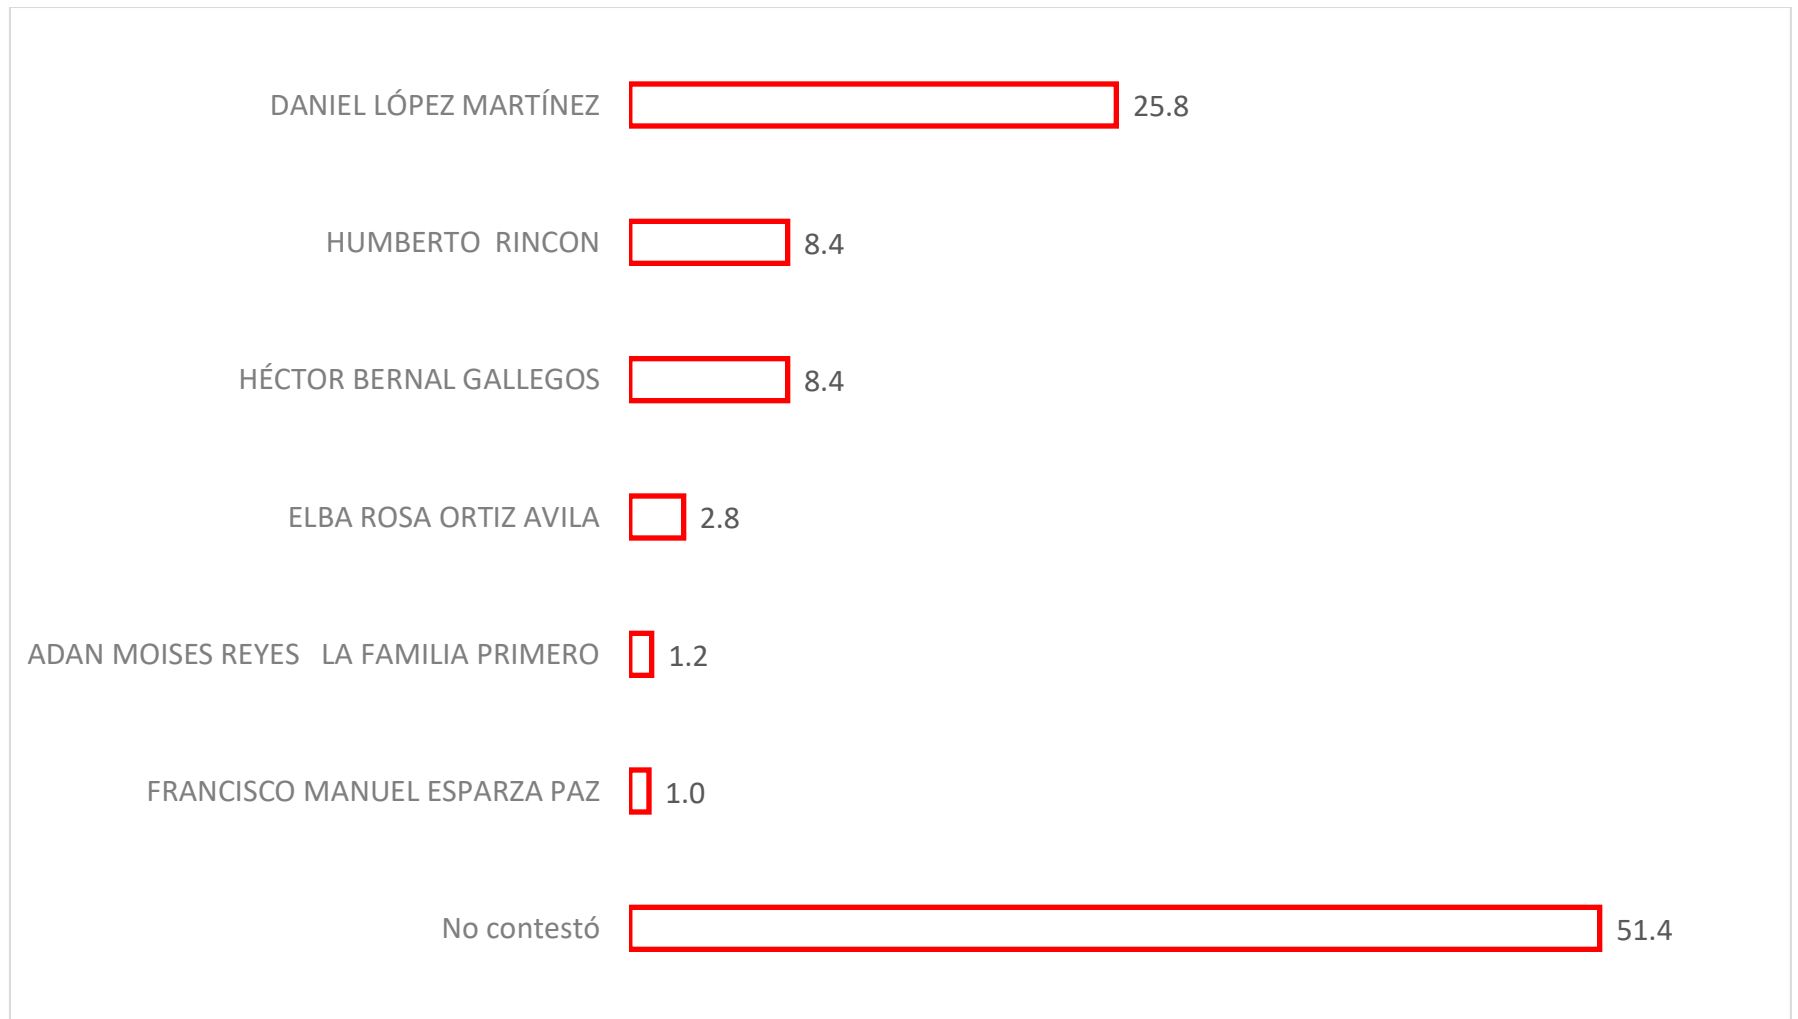 DANIEL LÓPEZ MARTÍNEZ 25.8
HUMBERTO  RINCON 8.4
HÉCTOR BERNAL GALLEGOS 8.4
ELBA ROSA ORTIZ AVILA 2.8
ADAN MOISES REYES   LA FAMILIA PRIMERO 1.2
FRANCISCO MANUEL ESPARZA PAZ 1.0
No contestó 51.4